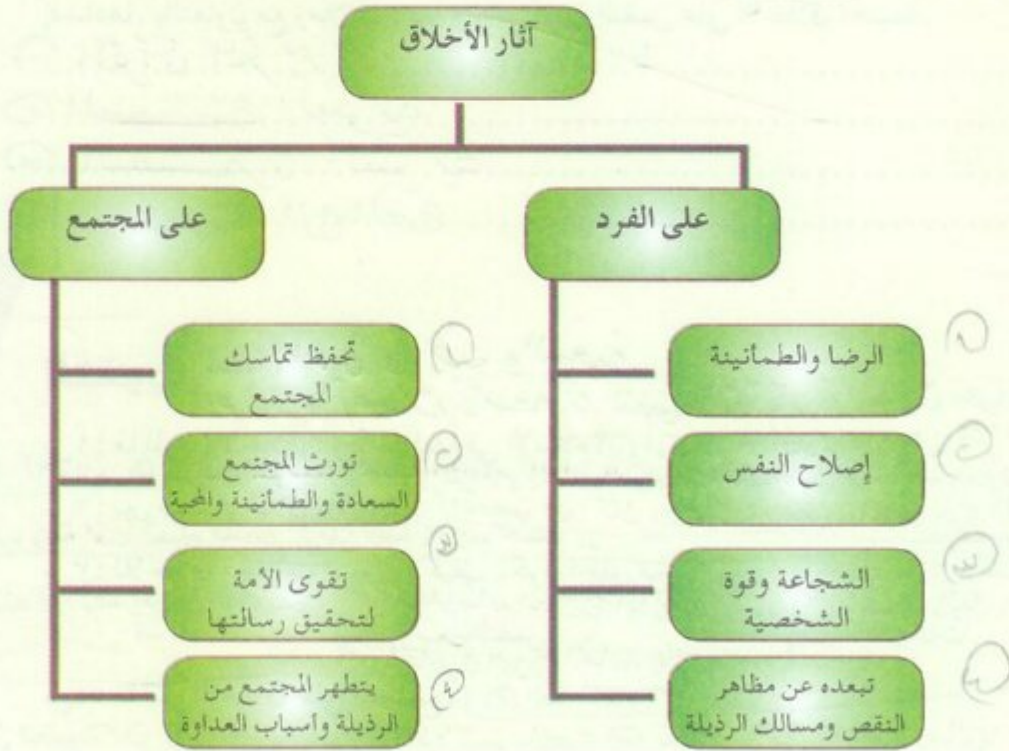 آثار الأخلاق
على الفرد
الرضا والطمأنينة
إصلاح النفس
الشجاعة وقوة
الشخصية
تبعده عن مظاهر
النقص ومسالك الرذيلة
على المجتمع
تحفظ تماسك
المجتمع
تورث المجتمع
السعادة والطمأنينة والمحبة
تقوى الأمة
لتحقيق رسالتها
يتطهر المجتمع من
الرذيلة وأسباب العداوة